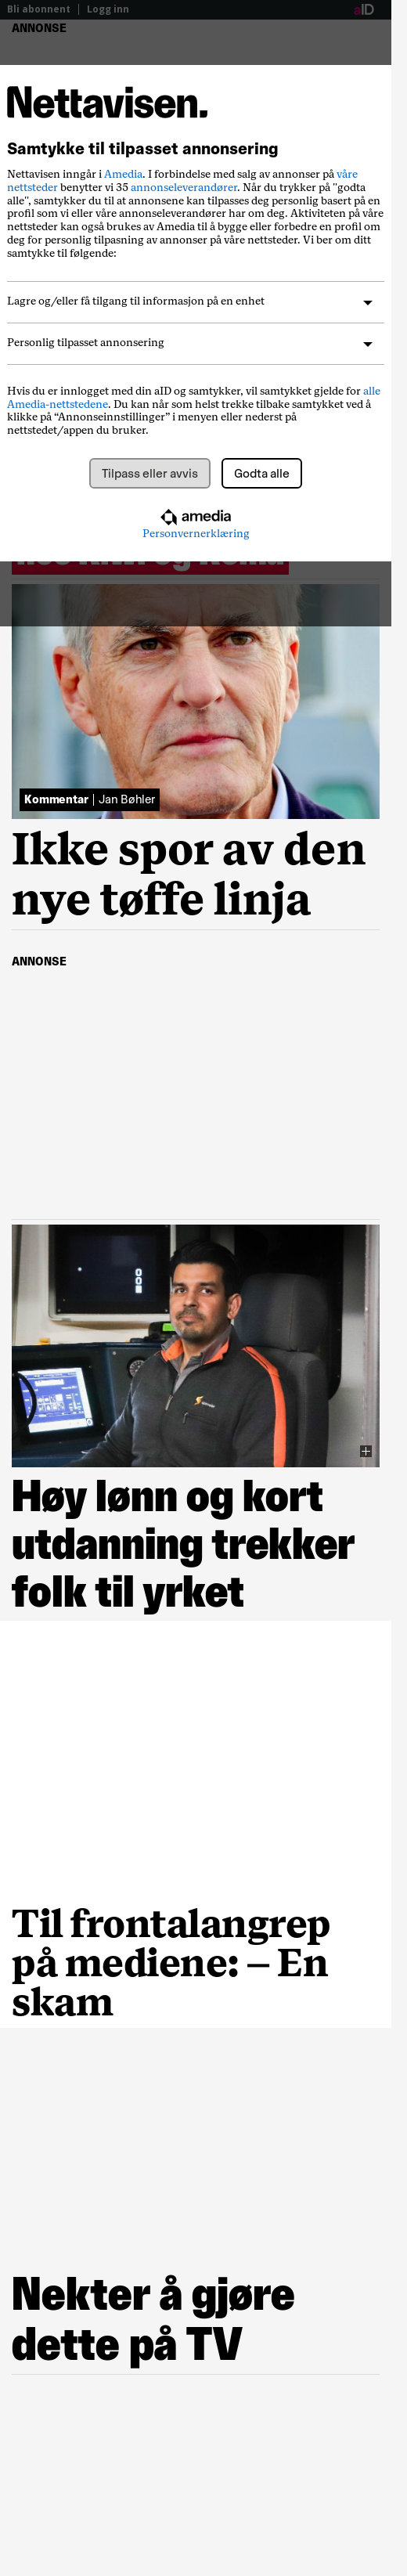 Bli abonnent | Logg inn
aID
ANNONSE
Nettavisen.
Samtykke til tilpasset annonsering
Nettavisen inngår i Amedia. I forbindelse med salg av annonser på våre
nettsteder benytter vi 35 annonseleverandører. Når du trykker på "godta
alle", samtykker du til at annonsene kan tilpasses deg personlig basert på en
profil som vi eller våre annonseleverandører har om deg. Aktiviteten på våre
nettsteder kan også brukes av Amedia til å bygge eller forbedre en profil om
deg for personlig tilpasning av annonser på våre nettsteder. Vi ber om ditt
samtykke til følgende:
Lagre og/eller få tilgang til informasjon på en enhet
Personlig tilpasset annonsering
Hvis du er innlogget med din aID og samtykker, vil samtykket gjelde for alle
Amedia-nettstedene. Du kan når som helst trekke tilbake samtykket ved å
klikke på “Annonseinnstillinger” i menyen eller nederst på
nettstedet/appen du bruker.
Tilpass eller avvis
Godta alle
amedia
Personvernerklæring
Kommentar | Jan Bøhler
Ikke spor av den
nye tøffe linja
ANNONSE
Høy lønn og kort
utdanning trekker
folk til yrket
Til frontalangrep
på mediene: – En
skam
Nekter å gjøre
dette på TV